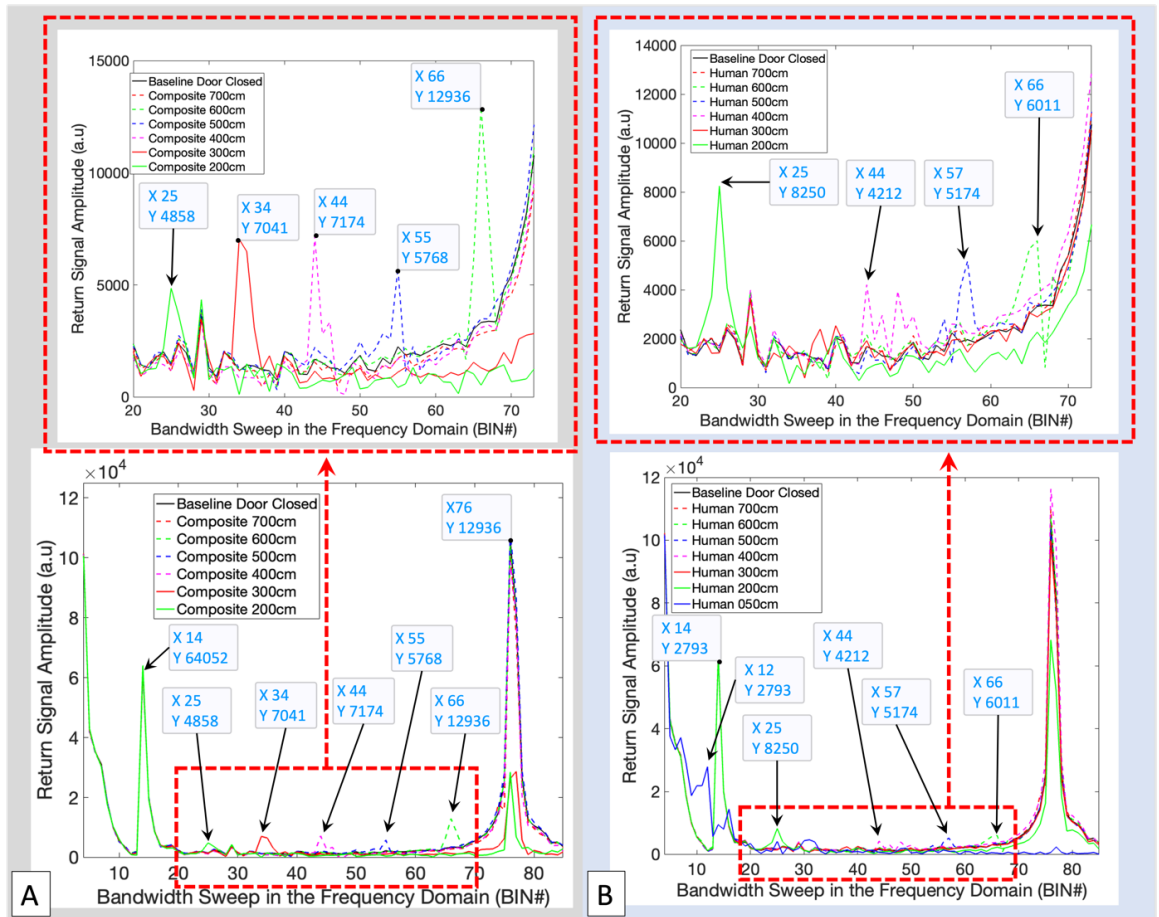 15000
10000
5000
0
Return Signal Amplitude (a.u)
Baseline Door Closed
Composite 700cm
Composite 600cm
Composite 500cm
Composite 400cm
Composite 300cm
Composite 200cm
X 66
Y 12936
X 25
Y 4858
X 34
Y 7041
X 44
Y 7174
X 55
Y 5768
20 30 40 50 60 70
Bandwidth Sweep in the Frequency Domain (BIN#)
14000
12000
10000
8000
6000
4000
2000
0
Return Signal Amplitude (a.u)
Baseline Door Closed
Human 700cm
Human 600cm
Human 500cm
Human 400cm
Human 300cm
Human 200cm
X 66
Y 6011
X 25
Y 8250
X 44
Y 4212
X 57
Y 5174
20 30 40 50 60 70
Bandwidth Sweep in the Frequency Domain (BIN#)
×10⁴
12
10
8
6
4
2
0
Return Signal Amplitude (a.u)
Baseline Door Closed
Composite 700cm
Composite 600cm
Composite 500cm
Composite 400cm
Composite 300cm
Composite 200cm
X76
Y 12936
X 14
Y 64052
X 25
Y 4858
X 34
Y 7041
X 44
Y 7174
X 55
Y 5768
X 66
Y 12936
10 20 30 40 50 60 70 80
Bandwidth Sweep in the Frequency Domain (BIN#)
A
×10⁴
12
10
8
6
4
2
0
Return Signal Amplitude (a.u)
Baseline Door Closed
Human 700cm
Human 600cm
Human 500cm
Human 400cm
Human 300cm
Human 200cm
Human 050cm
X 14
Y 2793
X 12
Y 2793
X 25
Y 8250
X 44
Y 4212
X 57
Y 5174
X 66
Y 6011
10 20 30 40 50 60 70 80
Bandwidth Sweep in the Frequency Domain (BIN#)
B